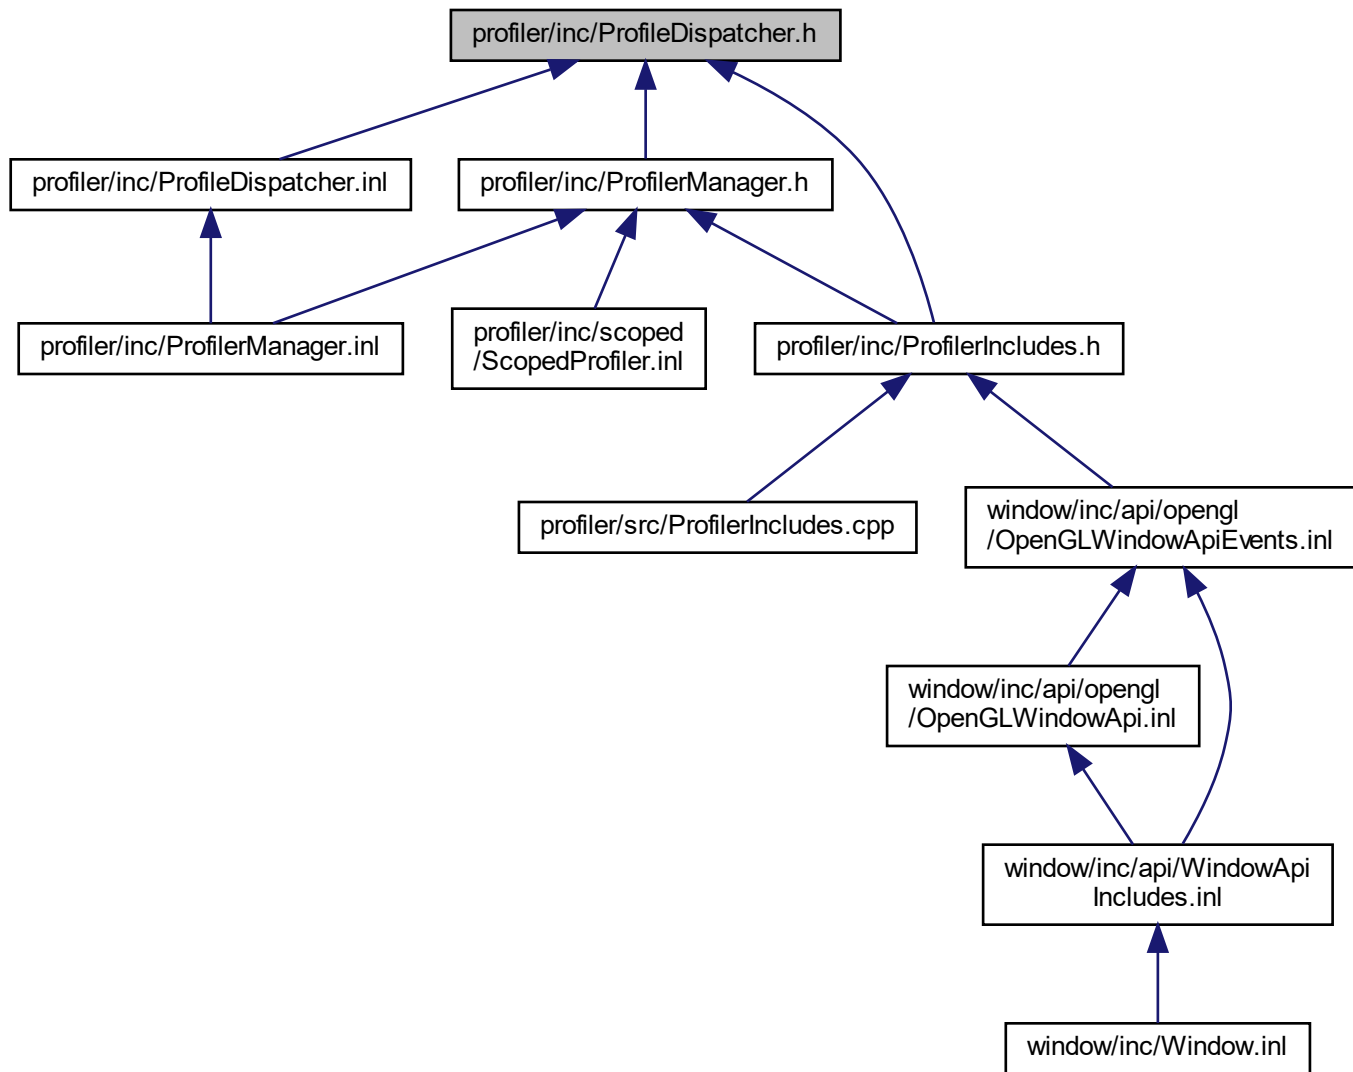 profiler/inc/ProfileDispatcher.h
profiler/inc/ProfileDispatcher.inl
profiler/inc/ProfilerManager.h
profiler/inc/ProfilerManager.inl
profiler/inc/scoped
/ScopedProfiler.inl
profiler/inc/ProfilerIncludes.h
profiler/src/ProfilerIncludes.cpp
window/inc/api/opengl
/OpenGLWindowApiEvents.inl
window/inc/api/opengl
/OpenGLWindowApi.inl
window/inc/api/WindowApi
Includes.inl
window/inc/Window.inl